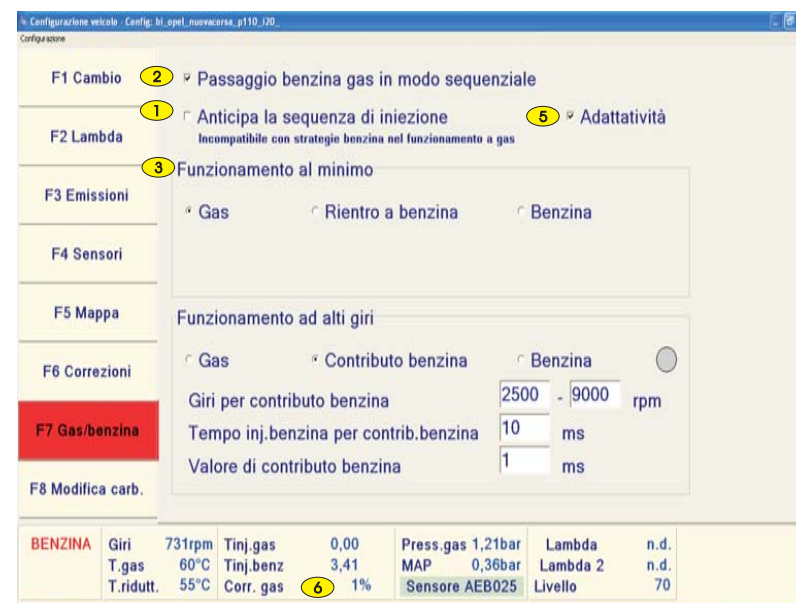 Configurazione veicolo - Config: bl_opel_nuovacorsa_p110_i20_
Configurazione
F1 Cambio
2 Passaggio benzina gas in modo sequenziale
1 Anticipa la sequenza di iniezione 5 Adattatività
F2 Lambda
Incompatibile con strategie benzina nel funzionamento a gas
3 Funzionamento al minimo
F3 Emissioni
Gas Rientro a benzina Benzina
F4 Sensori
F5 Mappa
Funzionamento ad alti giri
F6 Correzioni
Gas Contributo benzina Benzina
Giri per contributo benzina 2500 - 9000 rpm
F7 Gas/benzina
Tempo inj.benzina per contrib.benzina 10 ms
Valore di contributo benzina 1 ms
F8 Modifica carb.
BENZINA Giri 731rpm Tinj.gas 0,00 Press.gas 1,21bar Lambda n.d.
T.gas 60°C Tinj.benz 3,41 MAP 0,36bar Lambda 2 n.d.
T.ridutt. 55°C Corr. gas 6 1% Sensore AEB025 Livello 70